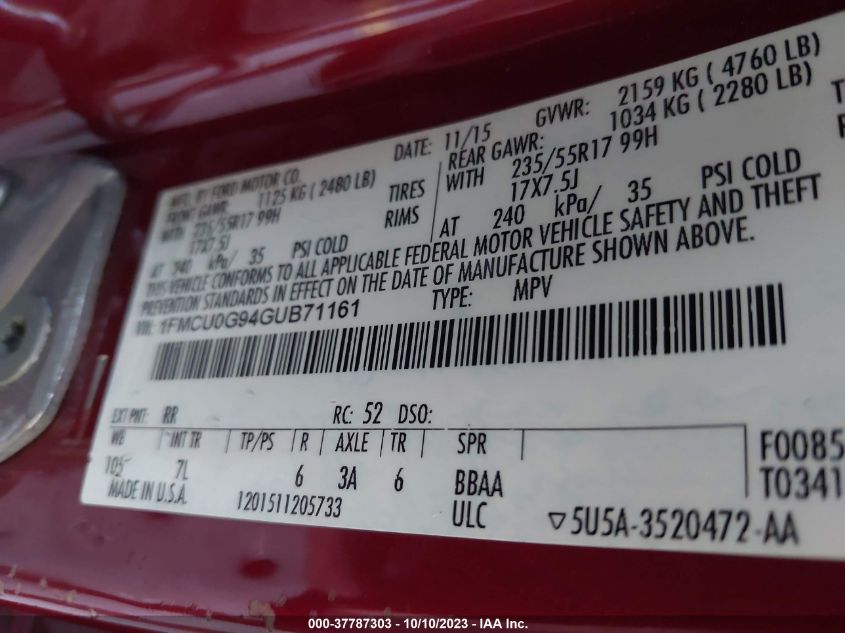 MFD. BY FORD MOTOR CO. DATE: 11/15 GVWR: 2159 KG ( 4760 LB)
FRONT GAWR: 1125 KG ( 2480 LB) REAR GAWR: 1034 KG ( 2280 LB)
WITH 235/55R17 99H TIRES WITH 235/55R17 99H
17X7.5J RIMS 17X7.5J
AT 240 kPa/ 35 PSI COLD AT 240 kPa/ 35 PSI COLD
THIS VEHICLE CONFORMS TO ALL APPLICABLE FEDERAL MOTOR VEHICLE SAFETY AND THEFT
PREVENTION STANDARDS IN EFFECT ON THE DATE OF MANUFACTURE SHOWN ABOVE.
VIN: 1FMCU0G94GUB71161 TYPE: MPV
EXT PNT: RR RC: 52 DSO:
WB INT TR TP/PS R AXLE TR SPR
105 7L 6 3A 6 BBAA
MADE IN U.S.A. 1201511205733 ULC
F0085
T0341
▽5U5A-3520472-AA
000-37787303 - 10/10/2023 - IAA Inc.